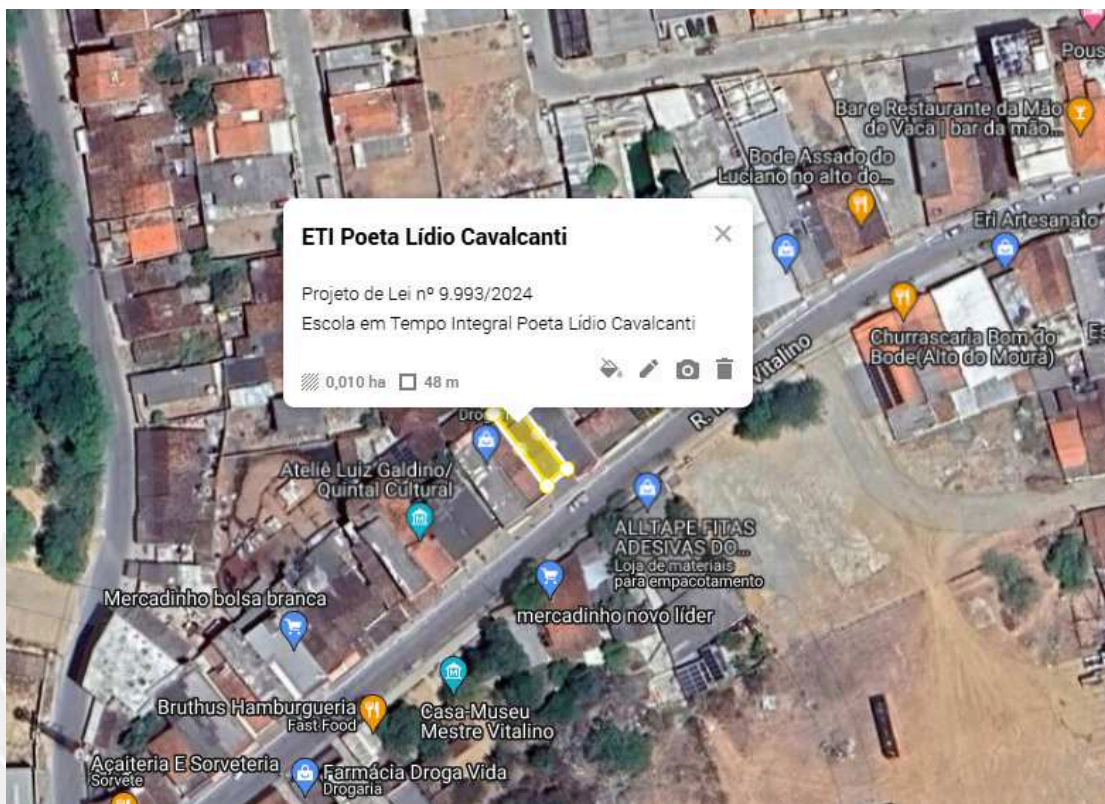 Pous
Bar e Restaurante da Mão
de Vaca | bar da mão...
Bode Assado do
Luciano no alto do...
Eri Artesanato
ETI Poeta Lídio Cavalcanti
Projeto de Lei nº 9.993/2024
Escola em Tempo Integral Poeta Lídio Cavalcanti
0,010 ha
48 m
Churrascaria Bom do
Bode(Alto do Moura)
Es
R. M
Vitalino
Ateliê Luiz Galdino/
Quintal Cultural
ALLTAPE FITAS
ADESIVAS DO...
Loja de materiais
para empacotamento
Mercadinho bolsa branca
mercadinho novo líder
Bruthus Hamburgueria
Fast Food
Casa-Museu
Mestre Vitalino
Açaiteria E Sorveteria
Sorvete
Farmácia Droga Vida
Drogaria